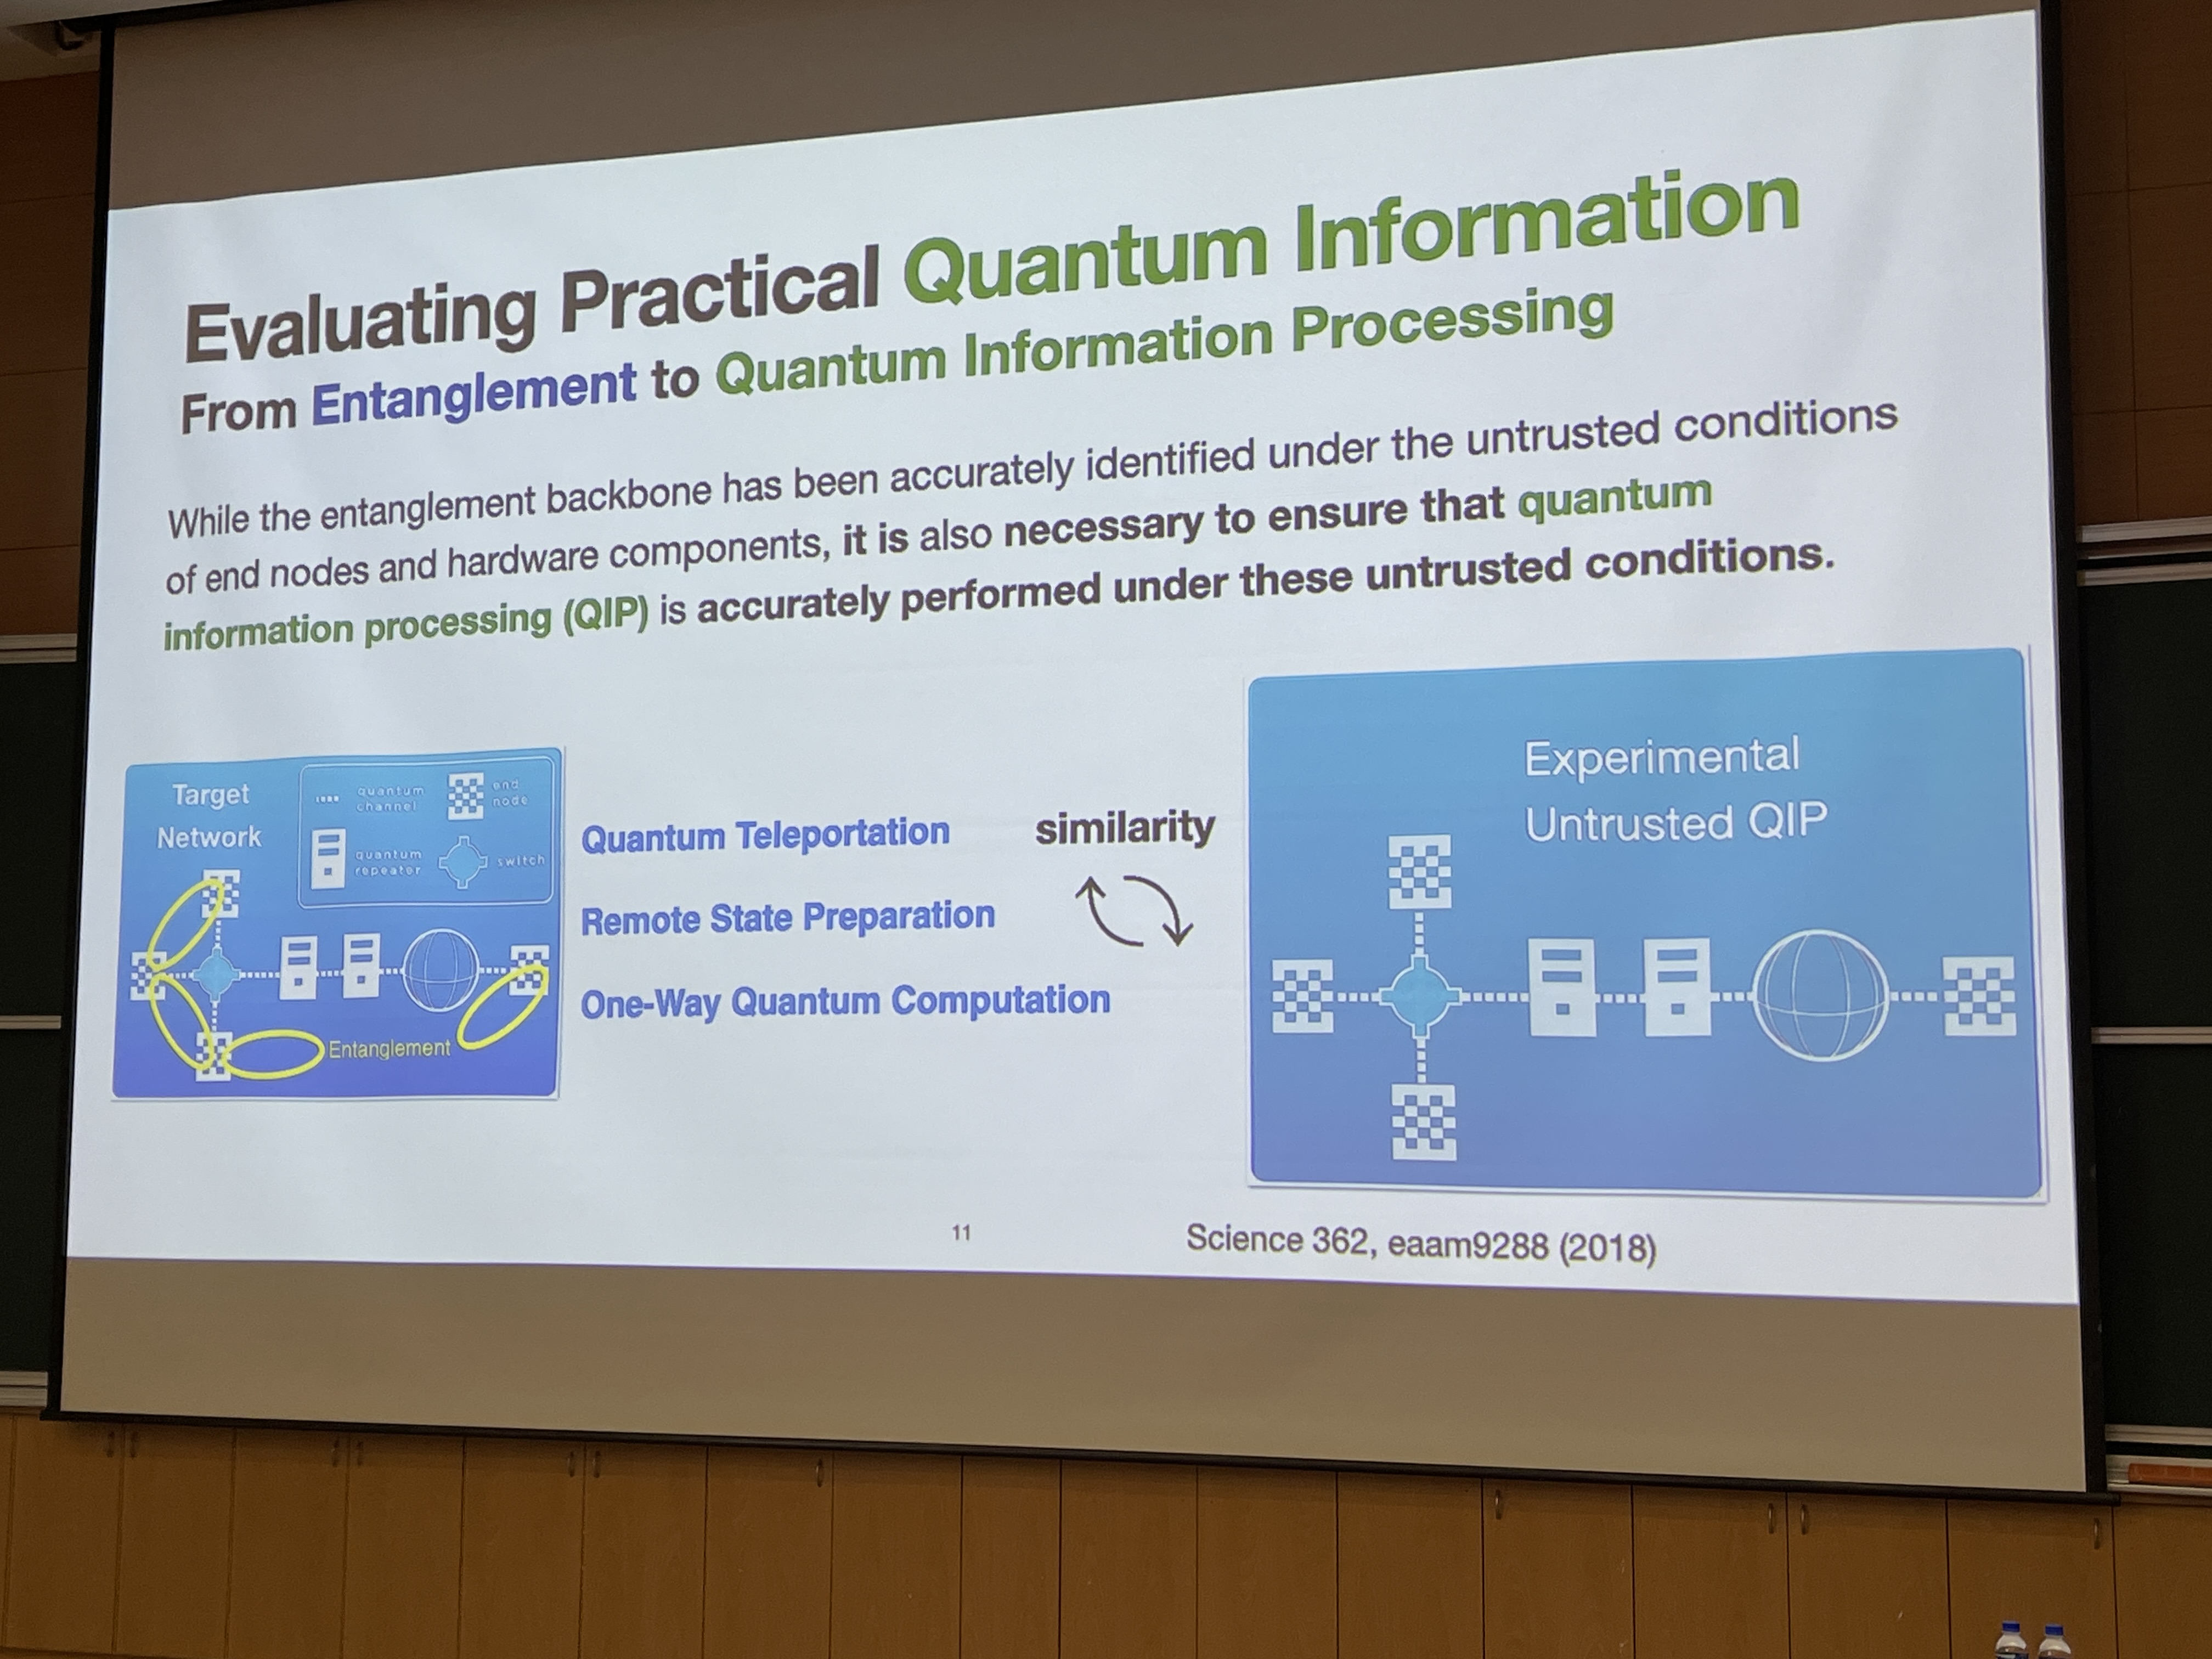 Evaluating Practical Quantum Information
From Entanglement to Quantum Information Processing
While the entanglement backbone has been accurately identified under the untrusted conditions
of end nodes and hardware components, it is also necessary to ensure that quantum
information processing (QIP) is accurately performed under these untrusted conditions.
Target
Network
quantum
channel
end
node
quantum
repeater
switch
Entanglement
Quantum Teleportation
Remote State Preparation
One-Way Quantum Computation
similarity
Experimental
Untrusted QIP
11
Science 362, eaam9288 (2018)